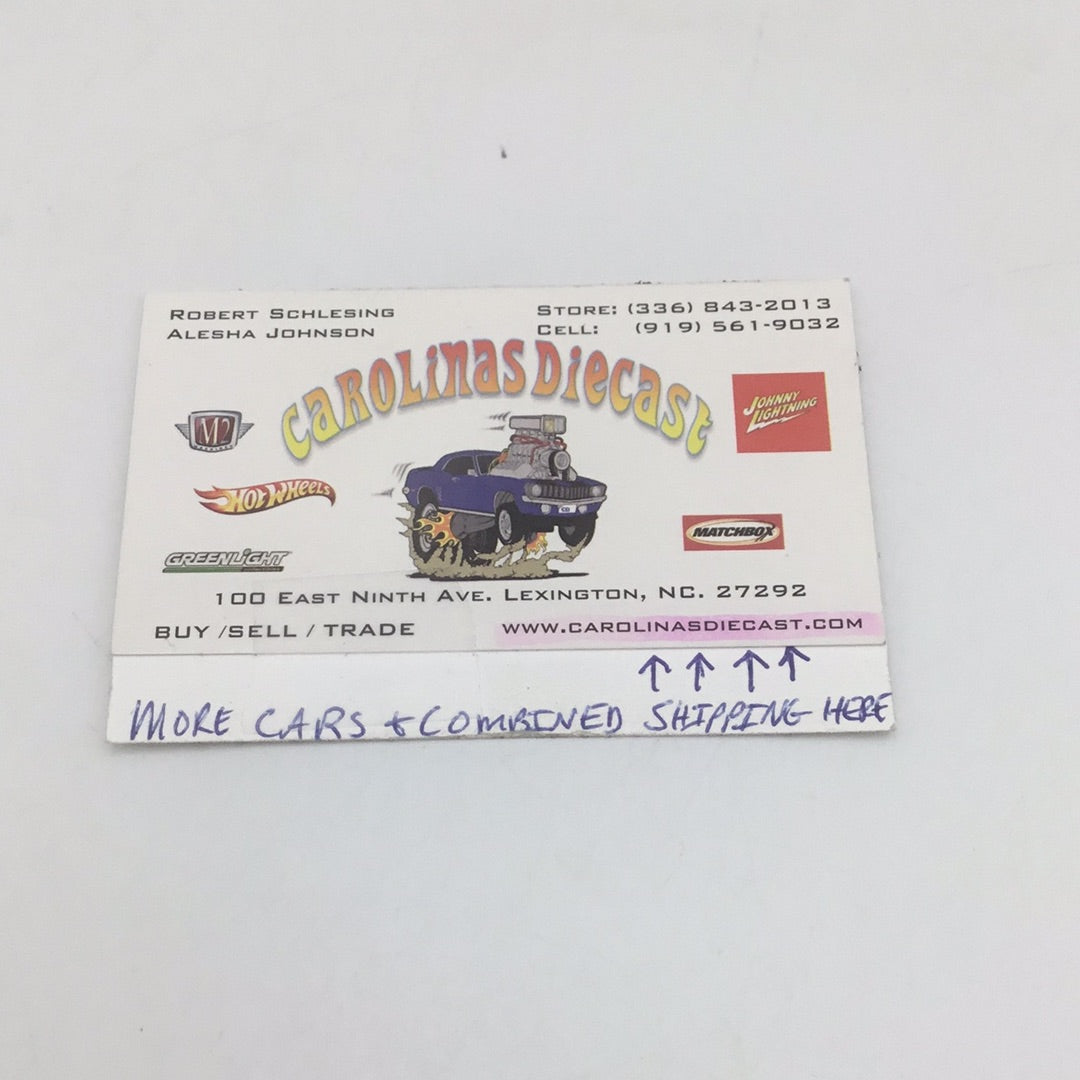 ROBERT SCHLESING
ALESHA JOHNSON
STORE: (336) 843-2013
CELL: (919) 561-9032
CAROLINAS DIECAST
M2
JOHNNY LIGHTNING
HOT WHEELS
MATCHBOX
GREENLIGHT
100 EAST NINTH AVE. LEXINGTON, NC. 27292
BUY /SELL / TRADE
WWW.CAROLINASDIECAST.COM
↑ ↑ ↑ ↑
MORE CARS & COMBINED SHIPPING HERE